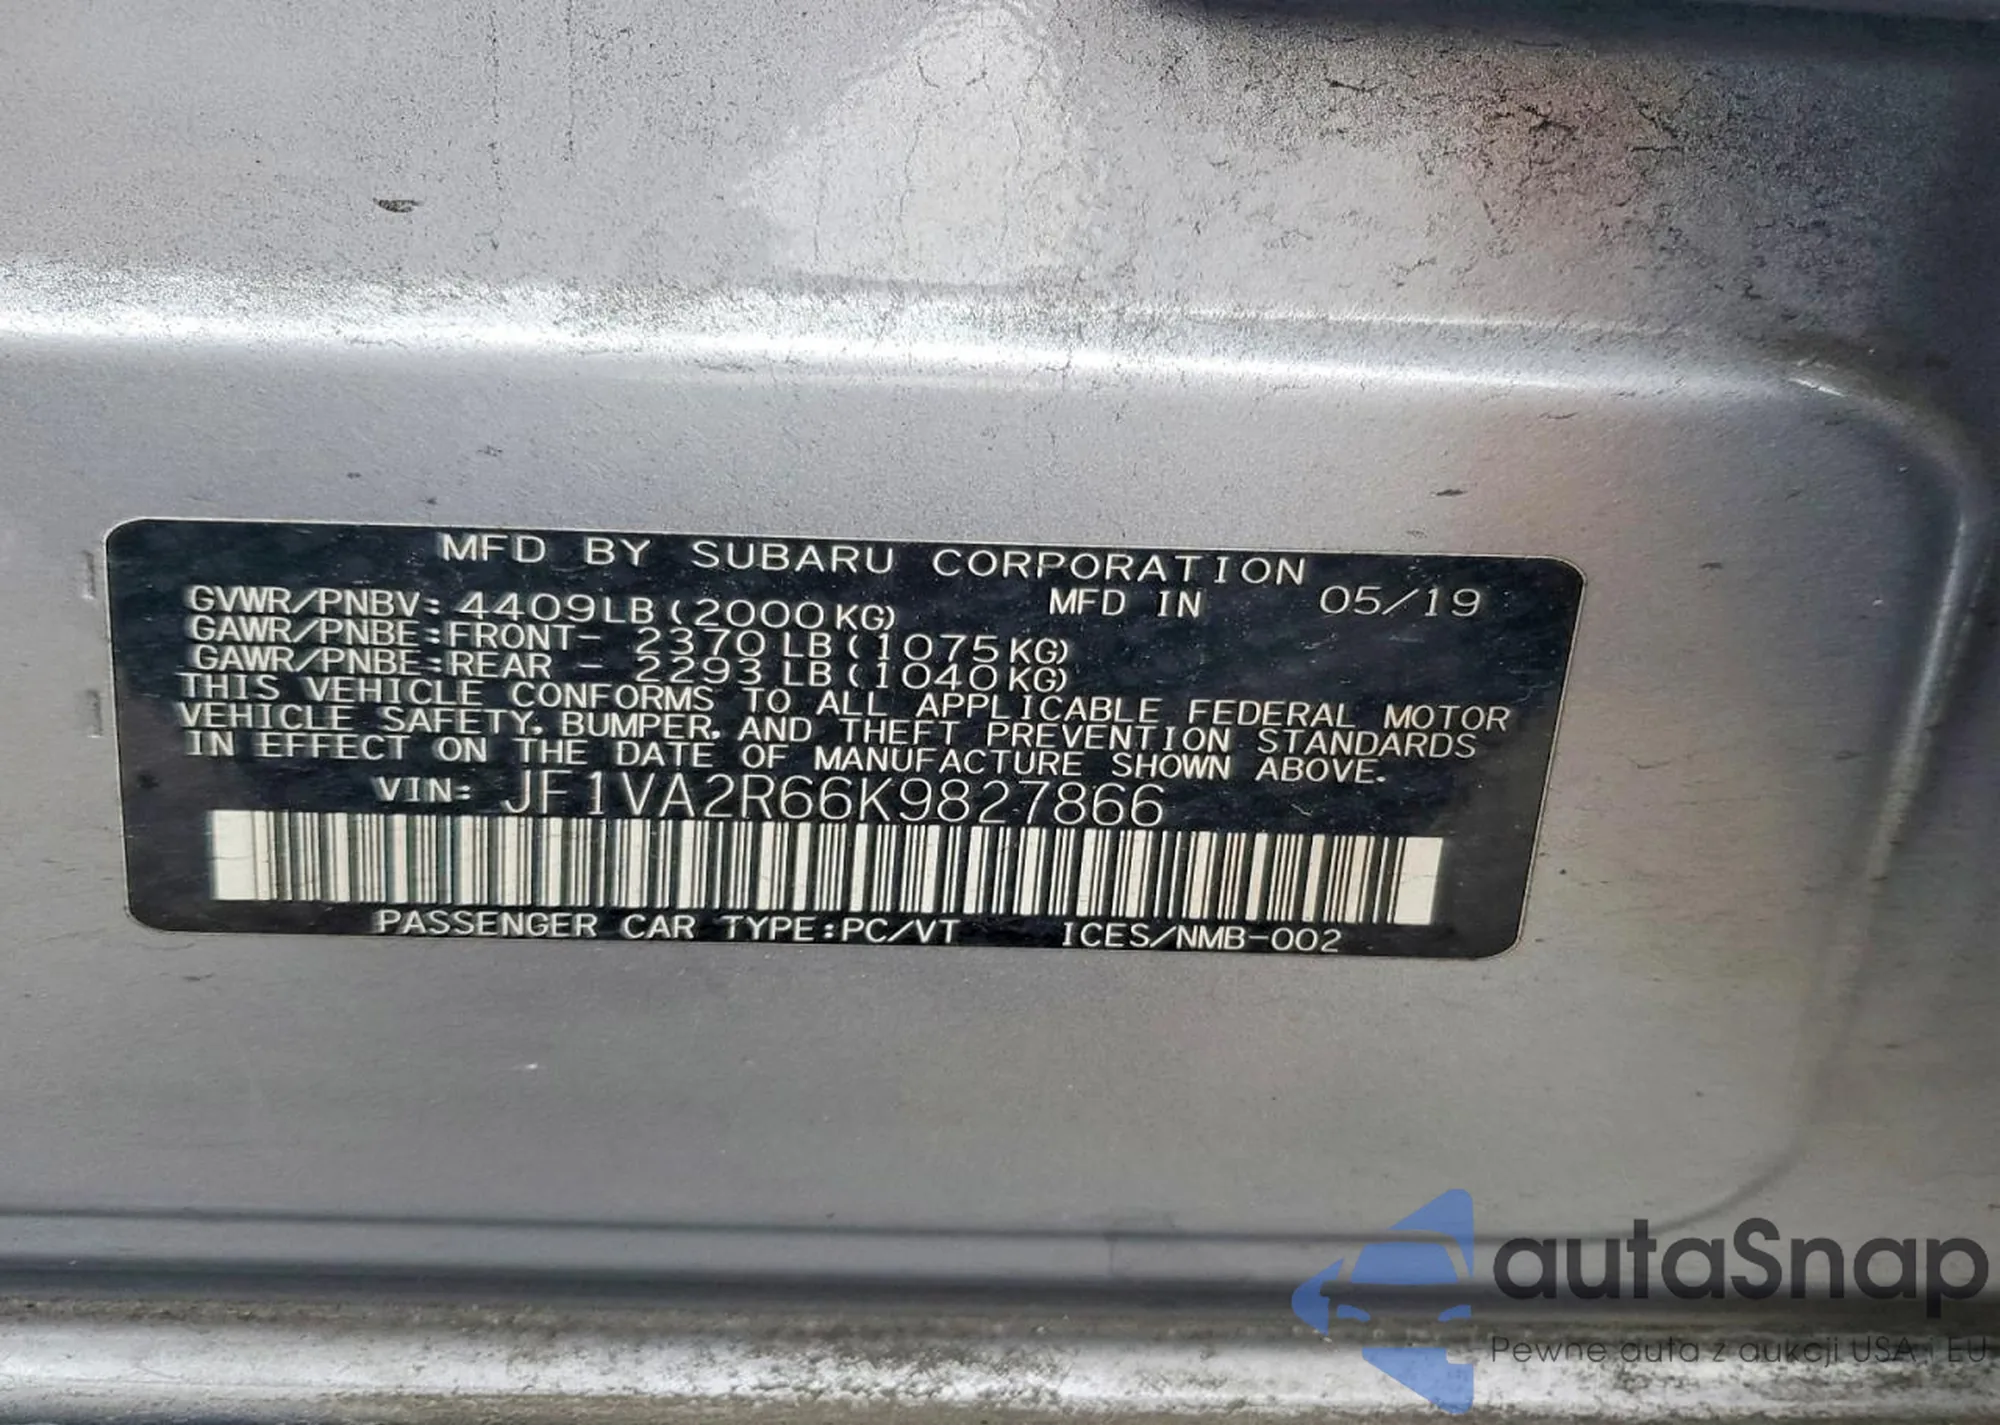 MFD BY SUBARU CORPORATION
GVWR/PNBV: 4409LB (2000KG) MFD IN 05/19
GAWR/PNBE:FRONT- 2370LB (1075KG)
GAWR/PNBE:REAR - 2293LB (1040KG)
THIS VEHICLE CONFORMS TO ALL APPLICABLE FEDERAL MOTOR
VEHICLE SAFETY, BUMPER, AND THEFT PREVENTION STANDARDS
IN EFFECT ON THE DATE OF MANUFACTURE SHOWN ABOVE.
VIN: JF1VA2R66K9827866
PASSENGER CAR TYPE:PC/VT ICES/NMB-002
autaSnap
Pewne auta z aukcji USA i EU